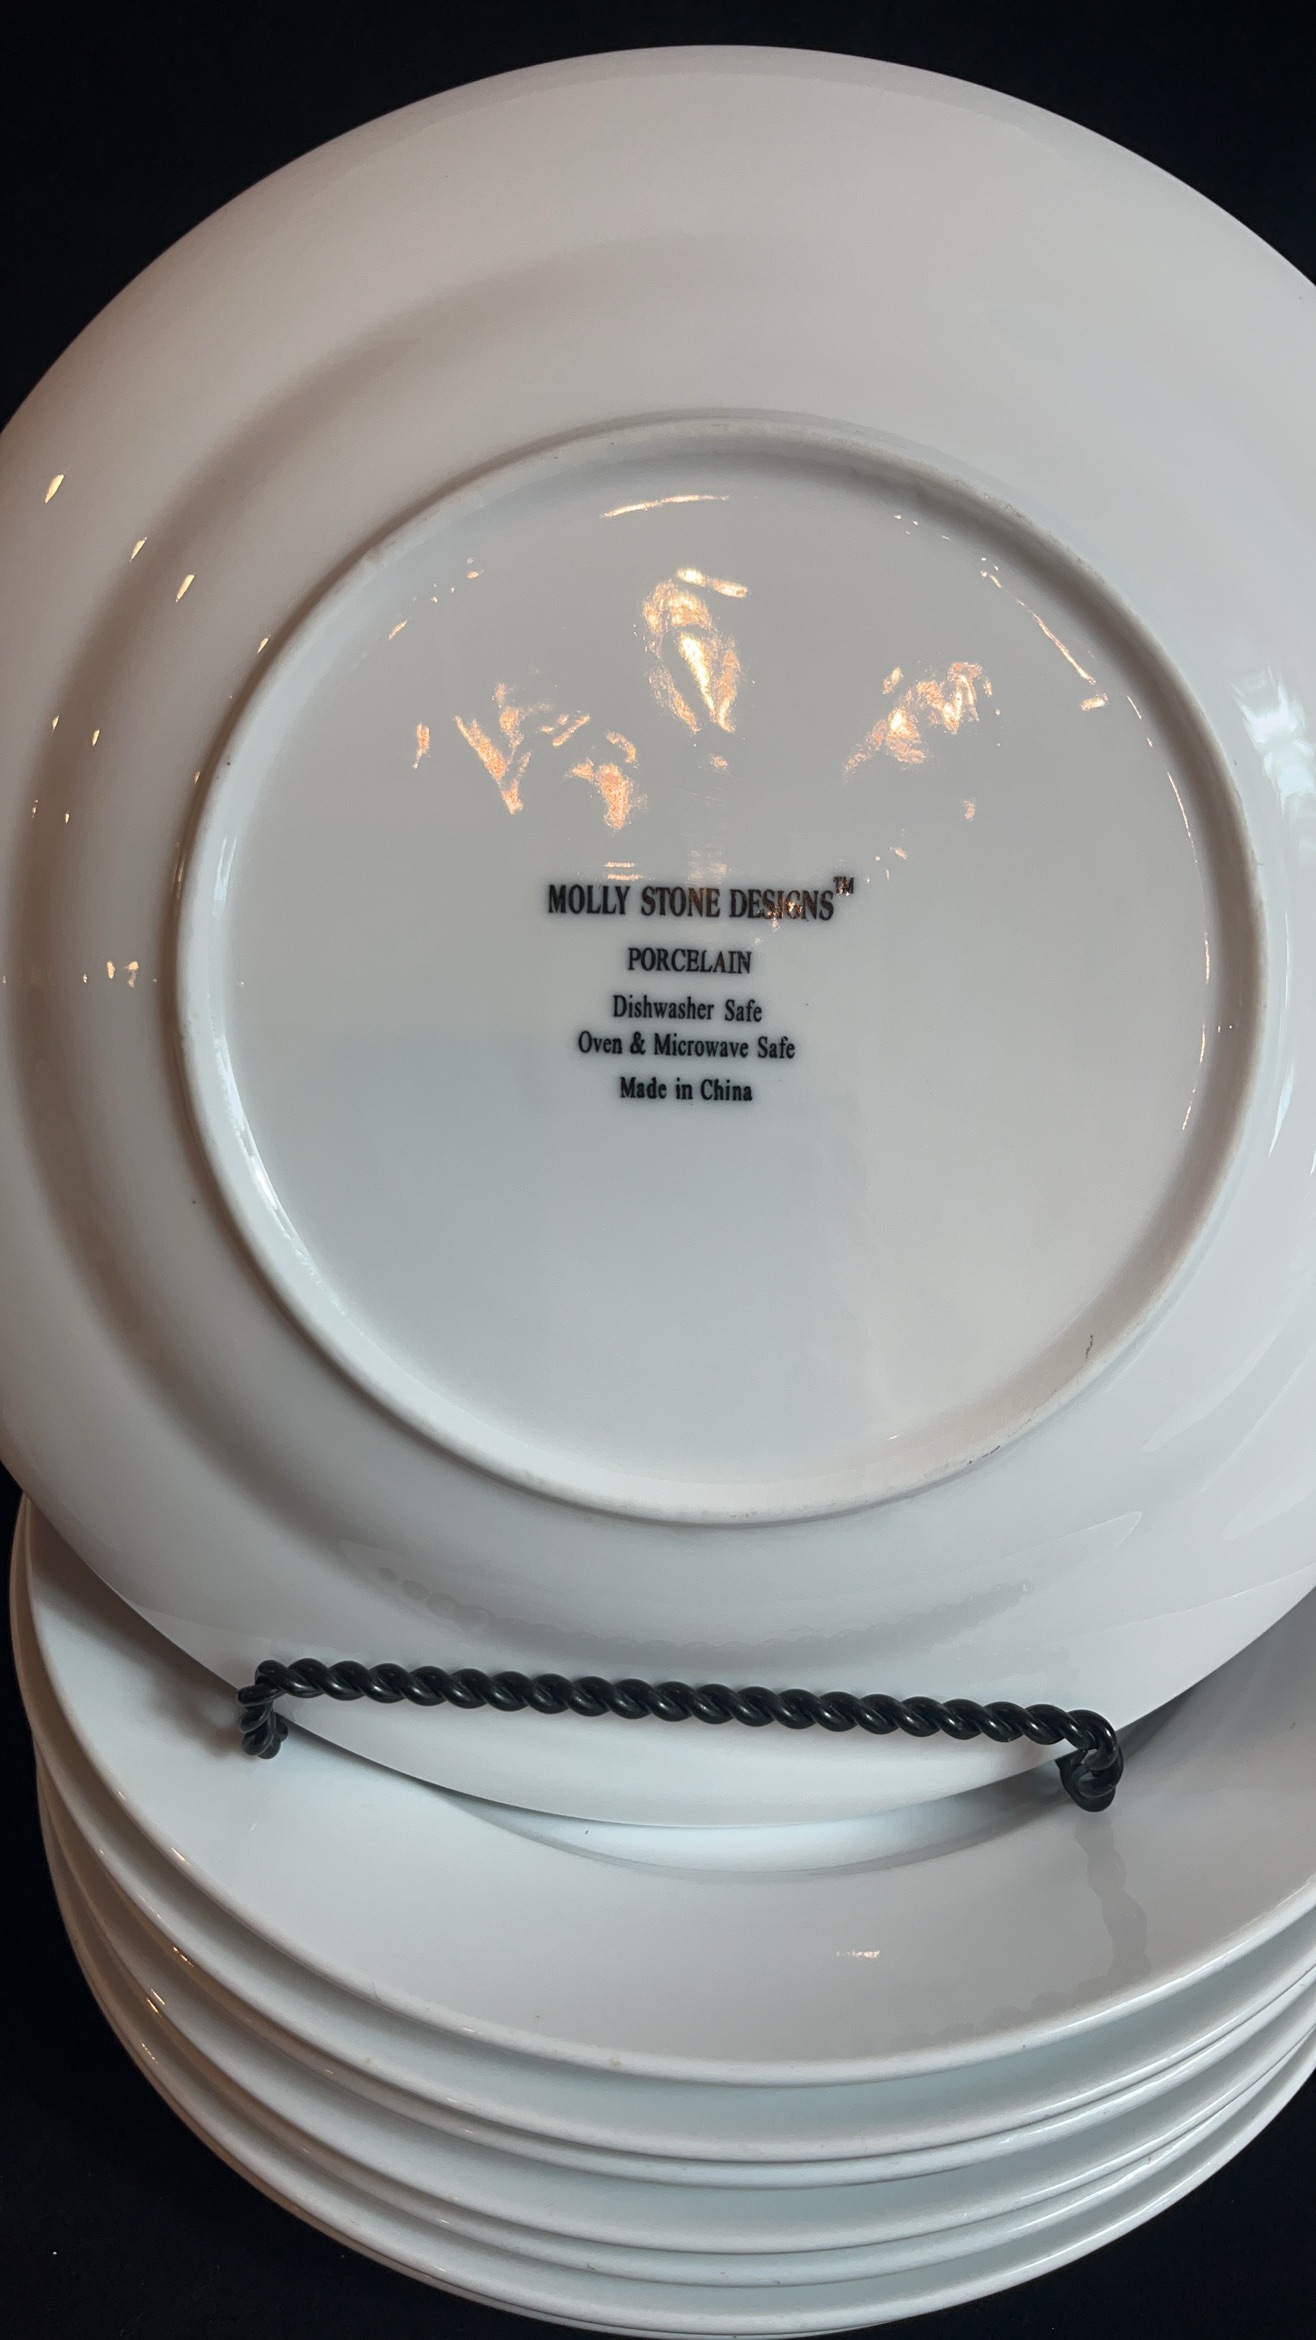 MOLLY STONE DESIGNS™
PORCELAIN
Dishwasher Safe
Oven & Microwave Safe
Made in China